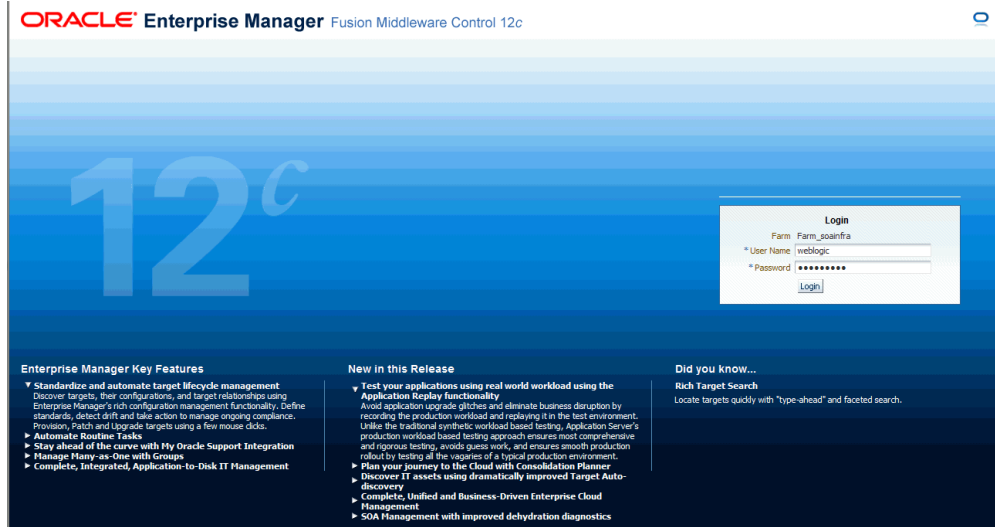 ORACLE® Enterprise Manager Fusion Middleware Control 12c
12c
Login
Farm Farm_soainfra
* User Name weblogic
* Password •••••••••
Login
Enterprise Manager Key Features
Standardize and automate target lifecycle management
Discover targets, their configurations, and target relationships using
Enterprise Manager's rich configuration management functionality. Define
standards, detect drift and take action to manage ongoing compliance.
Provision, Patch and Upgrade targets using a few mouse clicks.
Automate Routine Tasks
Stay ahead of the curve with My Oracle Support Integration
Manage Many-as-One with Groups
Complete, Integrated, Application-to-Disk IT Management
New in this Release
Test your applications using real world workload using the
Application Replay functionality
Avoid application upgrade glitches and eliminate business disruption by
recording the production workload and replaying it in the test environment.
Unlike the traditional synthetic workload based testing, Application Server's
production workload based testing approach ensures most comprehensive
and rigorous testing, avoids guess work, and ensures smooth production
rollout by testing all the vagaries of a typical production environment.
Plan your journey to the Cloud with Consolidation Planner
Discover IT assets using dramatically improved Target Auto-
discovery
Complete, Unified and Business-Driven Enterprise Cloud
Management
SOA Management with improved dehydration diagnostics
Did you know...
Rich Target Search
Locate targets quickly with "type-ahead" and faceted search.